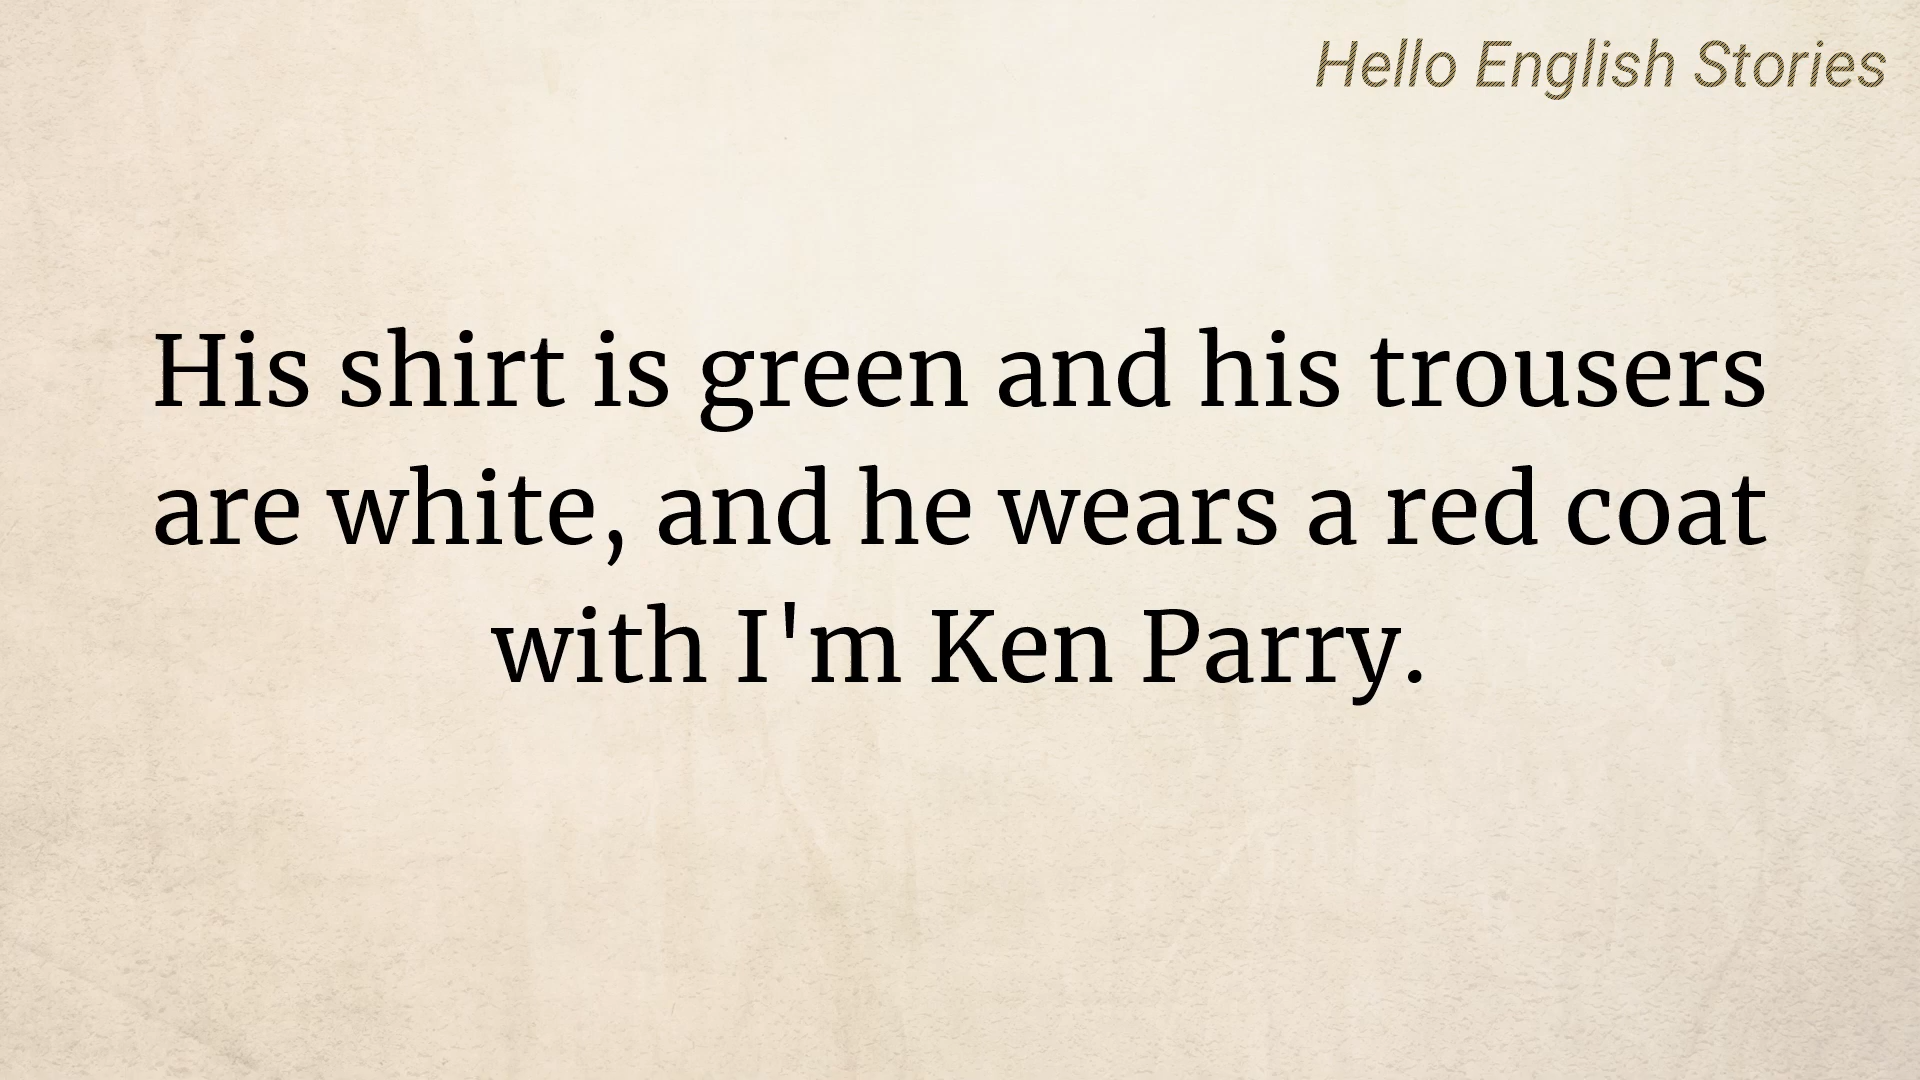 Hello English Stories
His shirt is green and his trousers
are white, and he wears a red coat
with I'm Ken Parry.